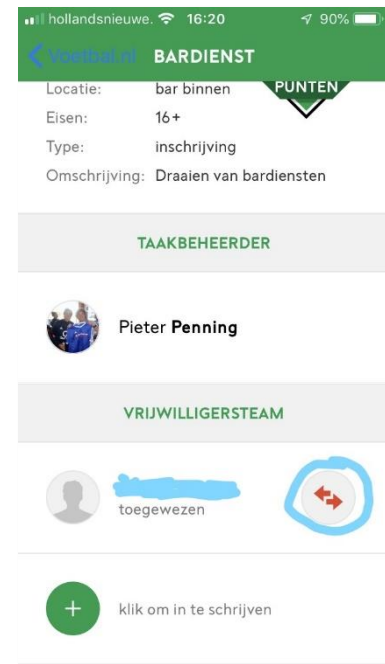 hollandsnieuwe. 16:20 90%
Voetbal.nl BARDIENST
Locatie: bar binnen PUNTEN
Eisen: 16+
Type: inschrijving
Omschrijving: Draaien van bardiensten
TAAKBEHEERDER
Pieter Penning
VRIJWILLIGERSTEAM
toegewezen
klik om in te schrijven